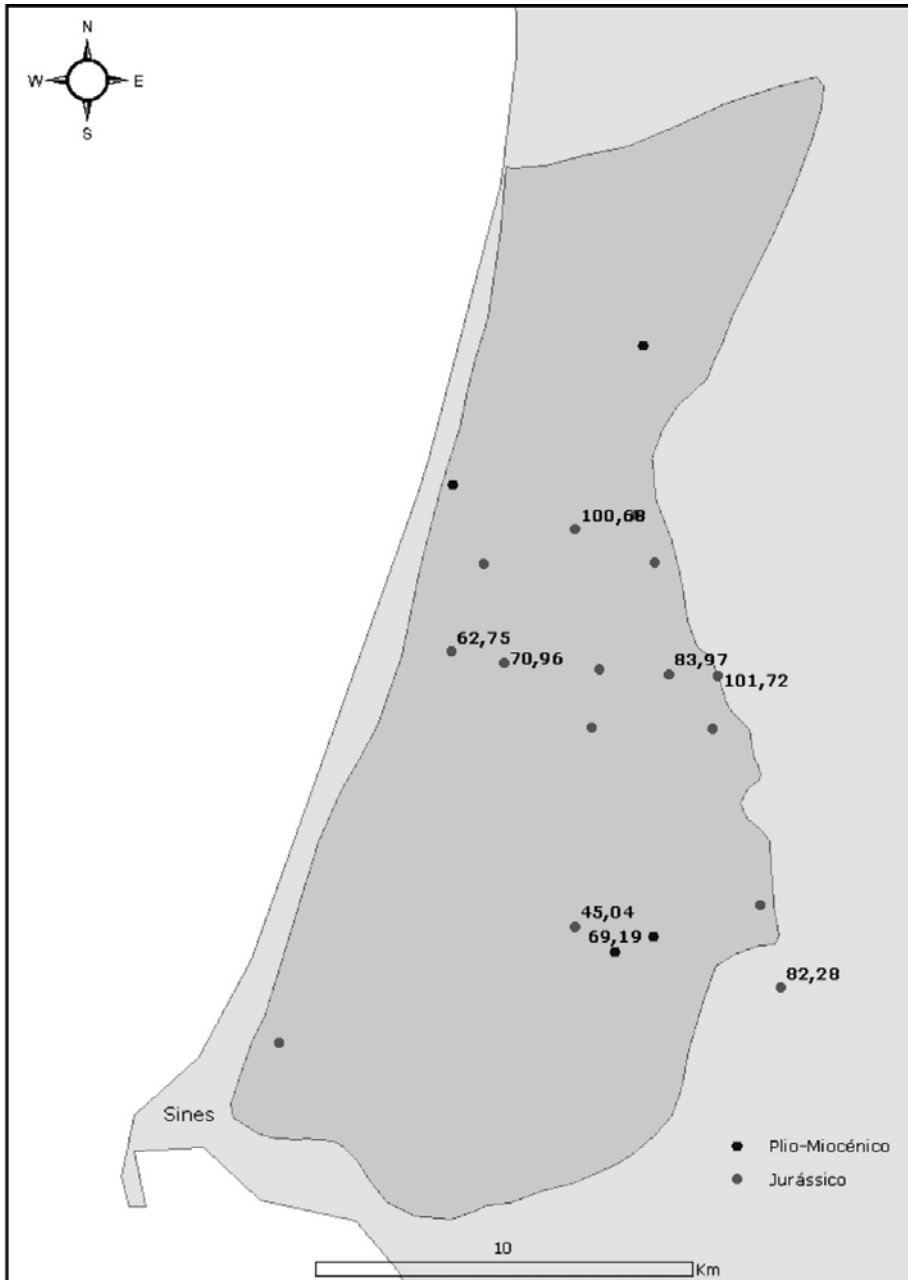 N
W E
S
100,68
62,75
70,96
83,97
101,72
45,04
69,19
82,28
Sines
Plio-Miocénico
Jurássico
10
Km